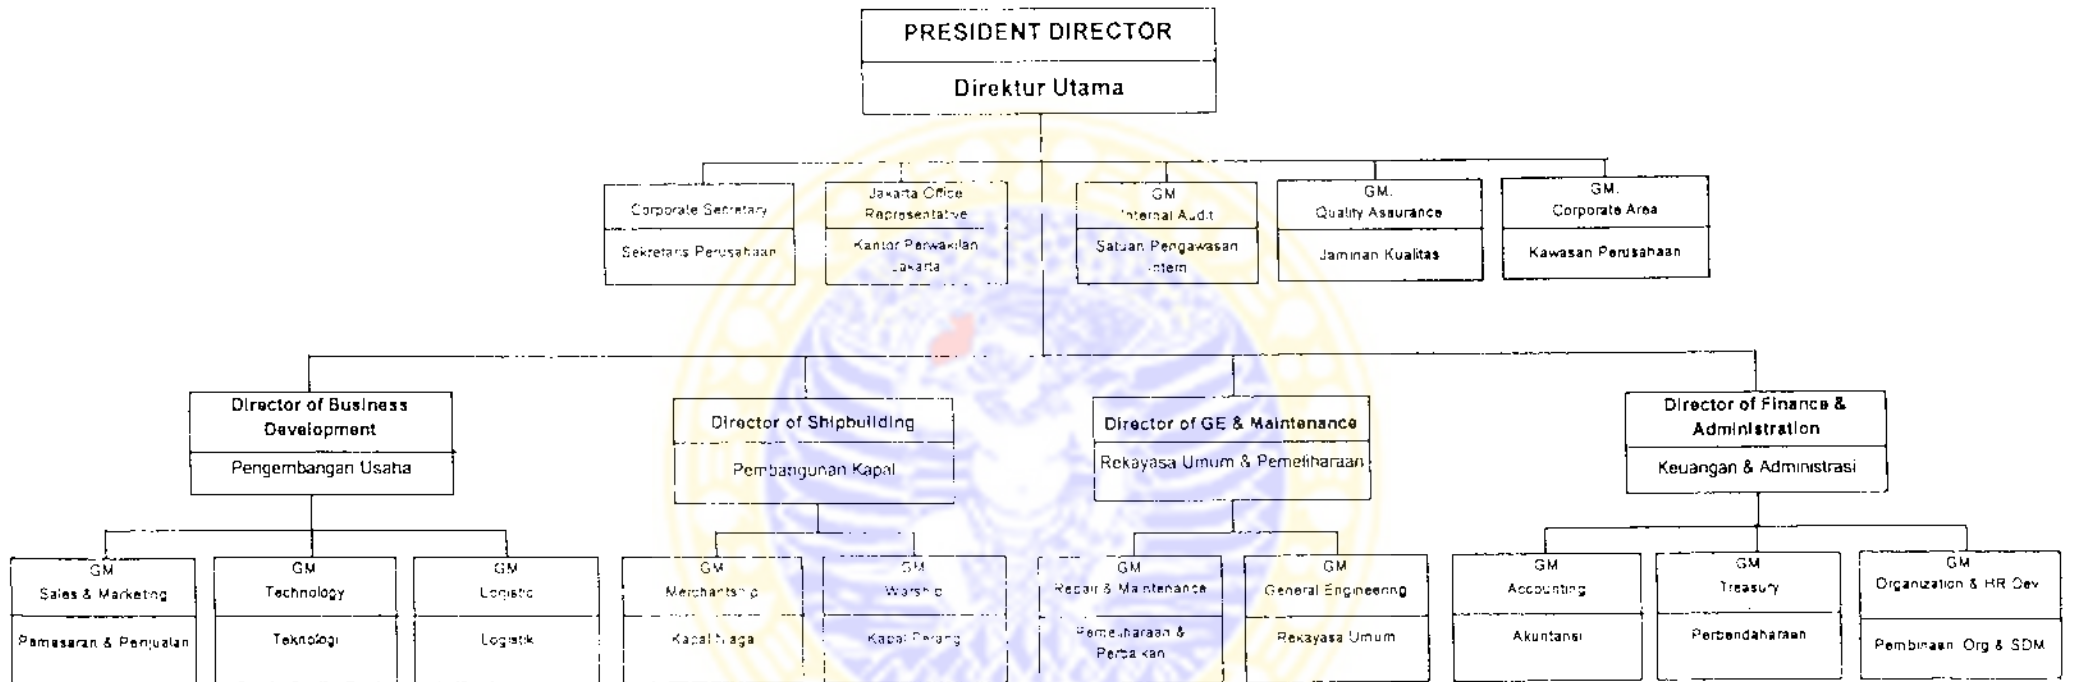 PRESIDENT DIRECTOR
Direktur Utama
Corporate Secretary
Sekretaris Perusahaan
Jakarta Office
Representative
Kantor Perwakilan
Jakarta
GM
Internal Audit
Satuan Pengawasan
Intern
GM.
Quality Assurance
Jaminan Kualitas
GM.
Corporate Area
Kawasan Perusahaan
Director of Business
Development
Pengembangan Usaha
Director of Shipbuilding
Pembangunan Kapal
Director of GE & Maintenance
Rekayasa Umum & Pemeliharaan
Director of Finance &
Administration
Keuangan & Administrasi
GM
Sales & Marketing
Pemasaran & Penjualan
GM
Technology
Teknologi
GM
Logistic
Logistik
GM
Merchantship
Kapal Niaga
GM
Warship
Kapal Perang
GM
Repair & Maintenance
Pemeliharaan &
Perbaikan
GM
General Engineering
Rekayasa Umum
GM
Accounting
Akuntansi
GM
Treasury
Perbendaharaan
GM
Organization & HR Dev
Pembinaan Org & SDM